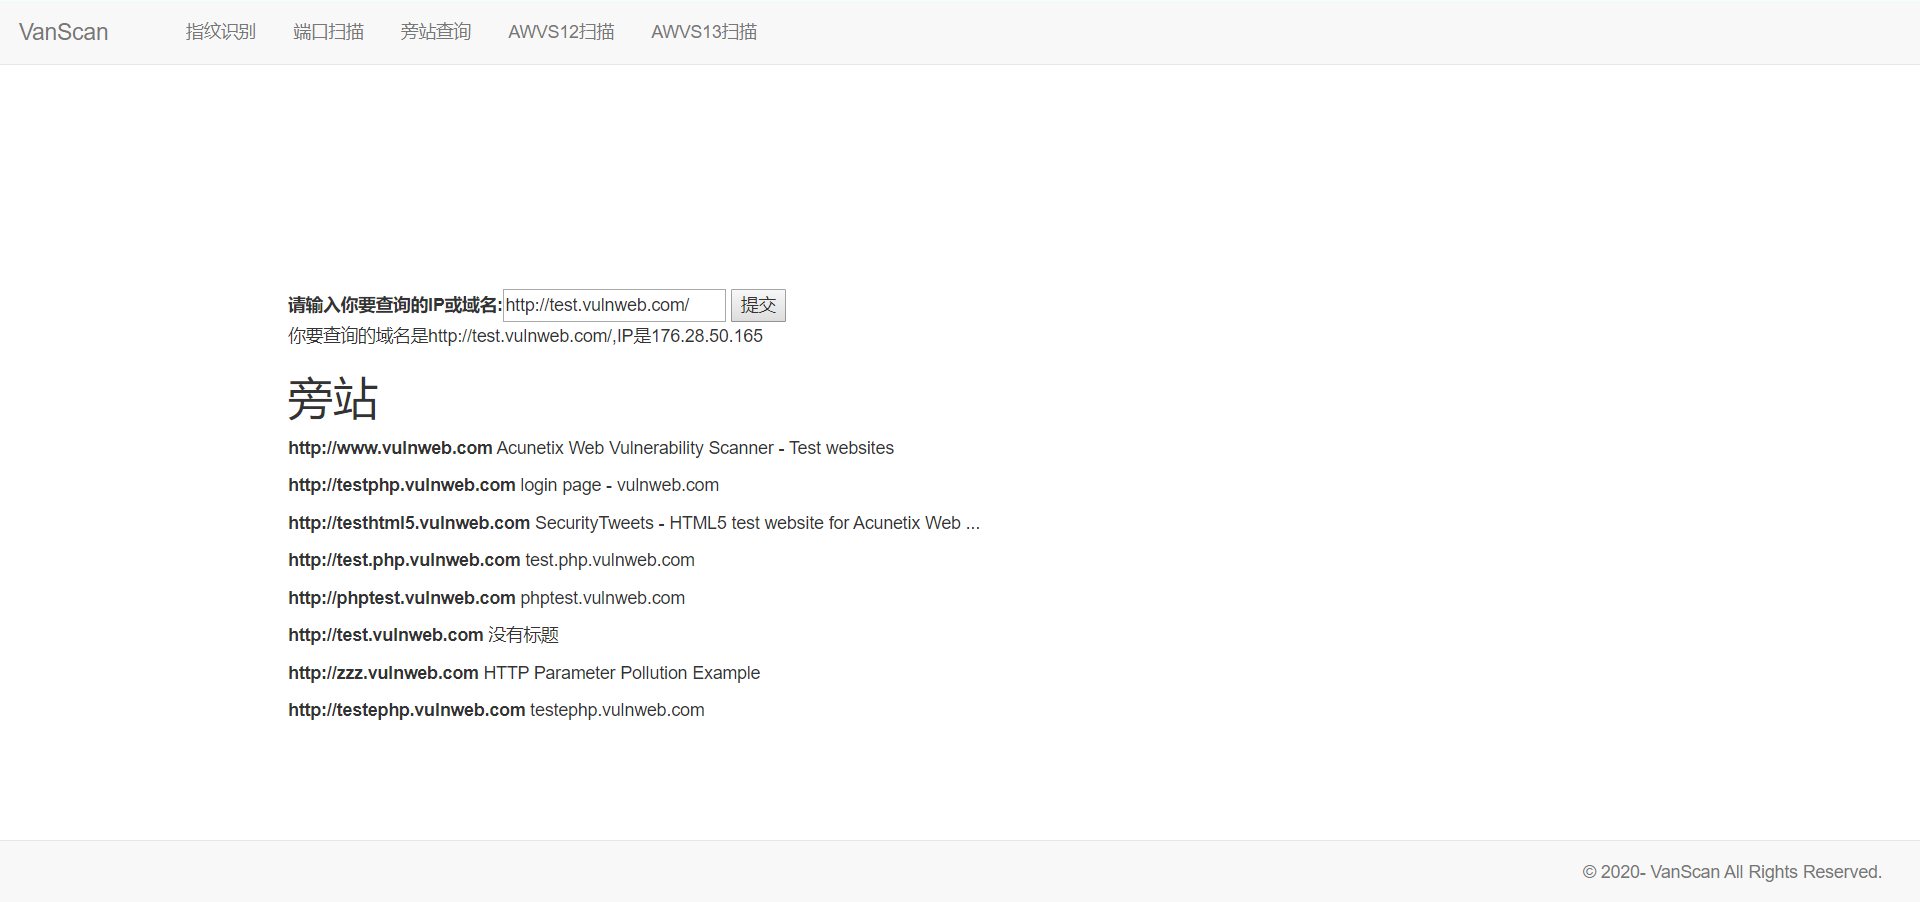 VanScan 指纹识别 端口扫描 旁站查询 AWVS12扫描 AWVS13扫描
请输入你要查询的IP或域名:http://test.vulnweb.com/ 提交
你要查询的域名是http://test.vulnweb.com/,IP是176.28.50.165
旁站
http://www.vulnweb.com Acunetix Web Vulnerability Scanner - Test websites
http://testphp.vulnweb.com login page - vulnweb.com
http://testhtml5.vulnweb.com SecurityTweets - HTML5 test website for Acunetix Web ...
http://test.php.vulnweb.com test.php.vulnweb.com
http://phptest.vulnweb.com phptest.vulnweb.com
http://test.vulnweb.com 没有标题
http://zzz.vulnweb.com HTTP Parameter Pollution Example
http://testephp.vulnweb.com testephp.vulnweb.com
© 2020- VanScan All Rights Reserved.